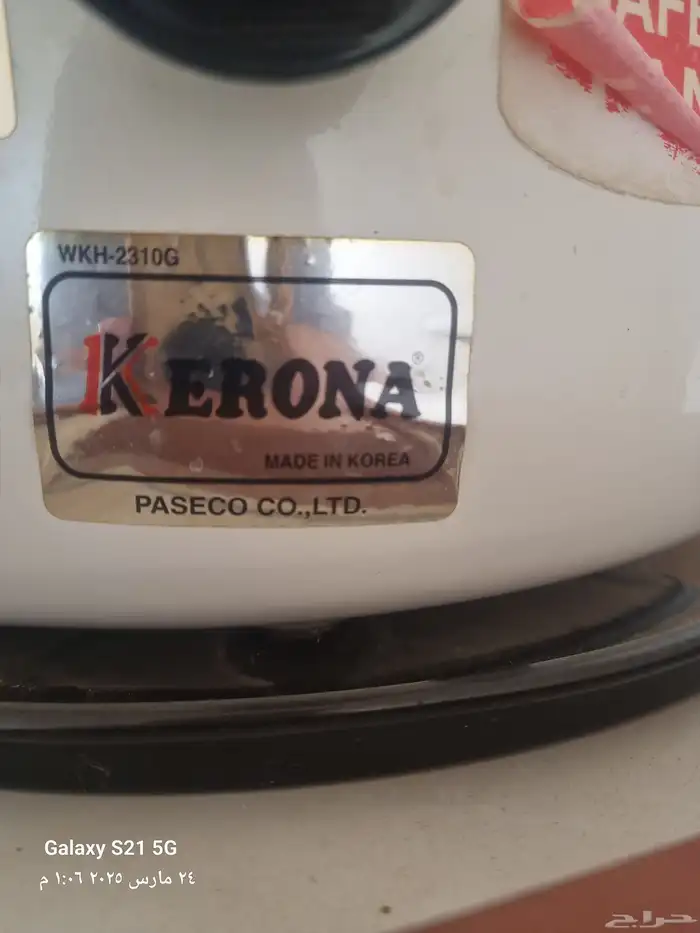 WKH-2310G
KERONA®
MADE IN KOREA
PASECO CO.,LTD.
Galaxy S21 5G
٢٤ مارس ٢٠٢٥ ١:٠٦ م
حراج